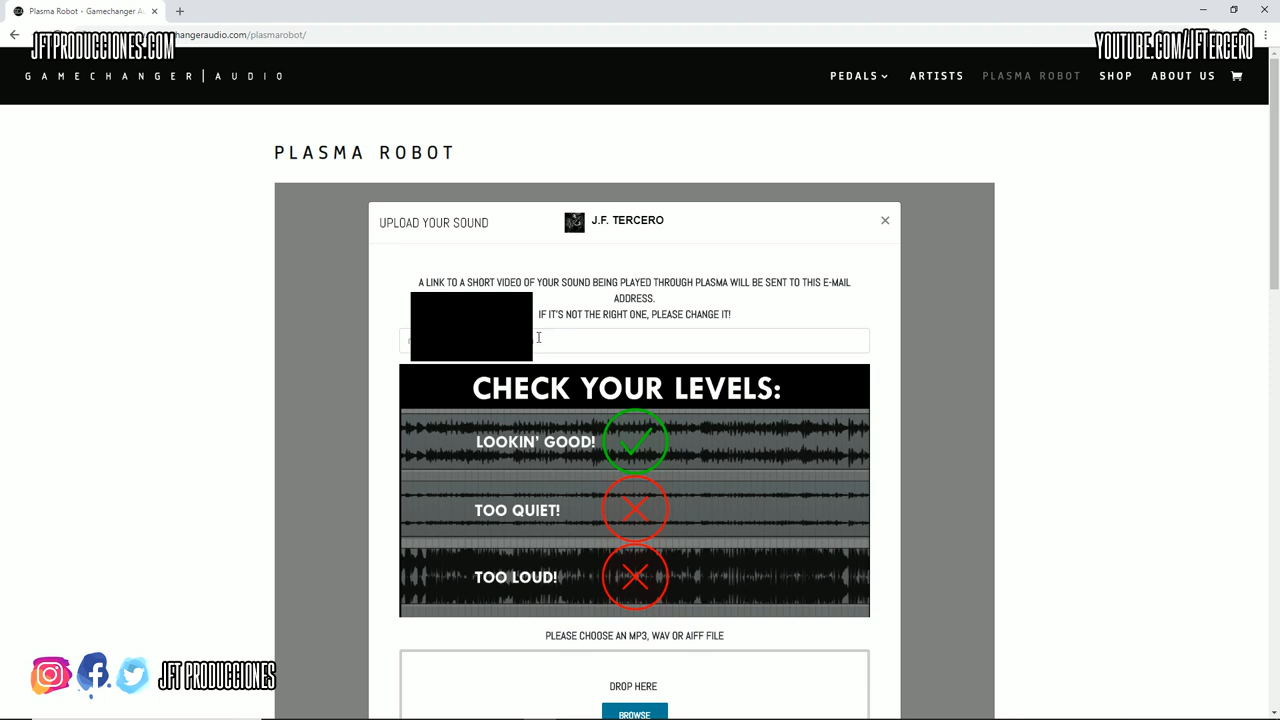 Plasma Robot - Gamechanger A
JFTPRODUCCIONES.COM
hangeraudio.com/plasmarobot/
YOUTUBE.COM/JFTERCERO
GAMECHANGER|AUDIO
PEDALS
ARTISTS
PLASMA ROBOT
SHOP
ABOUT US
PLASMA ROBOT
UPLOAD YOUR SOUND
J.F. TERCERO
A LINK TO A SHORT VIDEO OF YOUR SOUND BEING PLAYED THROUGH PLASMA WILL BE SENT TO THIS E-MAIL
ADDRESS.
IF IT'S NOT THE RIGHT ONE, PLEASE CHANGE IT!
CHECK YOUR LEVELS:
LOOKIN' GOOD!
TOO QUIET!
TOO LOUD!
PLEASE CHOOSE AN MP3, WAV OR AIFF FILE
DROP HERE
BROWSE
JFT PRODUCCIONES